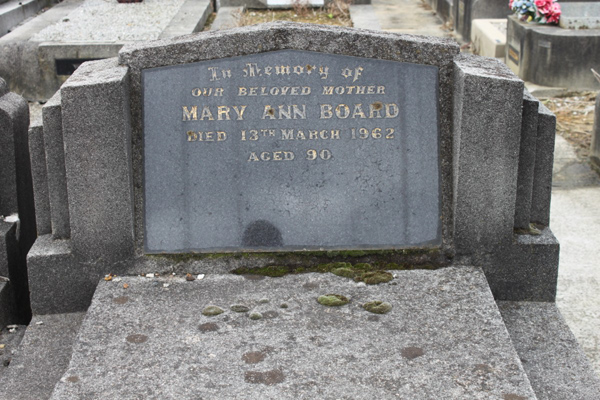 In Memory of
OUR BELOVED MOTHER
MARY ANN BOARD
DIED 13TH MARCH 1962
AGED 90